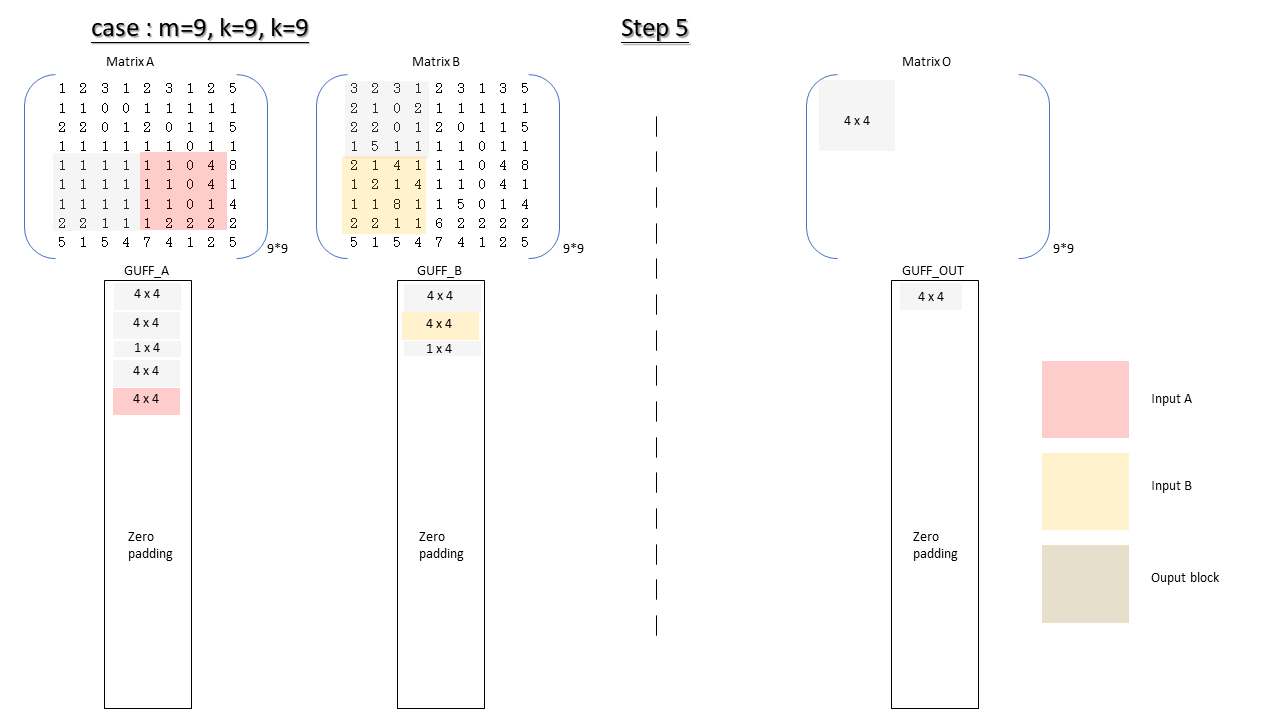 case : m=9, k=9, k=9
Step 5
Matrix A
1 2 3 1 2 3 1 2 5
1 1 0 0 1 1 1 1 1
2 2 0 1 2 0 1 1 5
1 1 1 1 1 1 0 1 1
1 1 1 1 1 1 0 4 8
1 1 1 1 1 1 0 4 1
1 1 1 1 1 1 0 1 4
2 2 1 1 1 2 2 2 2
5 1 5 4 7 4 1 2 5
9*9
Matrix B
3 2 3 1 2 3 1 3 5
2 1 0 2 1 1 1 1 1
2 2 0 1 2 0 1 1 5
1 5 1 1 1 1 0 1 1
2 1 4 1 1 1 0 4 8
1 2 1 4 1 1 0 4 1
1 1 8 1 1 5 0 1 4
2 2 1 1 6 2 2 2 2
5 1 5 4 7 4 1 2 5
9*9
Matrix O
4 x 4
9*9
GUFF_A
4 x 4
4 x 4
1 x 4
4 x 4
4 x 4
Zero
padding
GUFF_B
4 x 4
4 x 4
1 x 4
Zero
padding
GUFF_OUT
4 x 4
Zero
padding
Input A
Input B
Ouput block